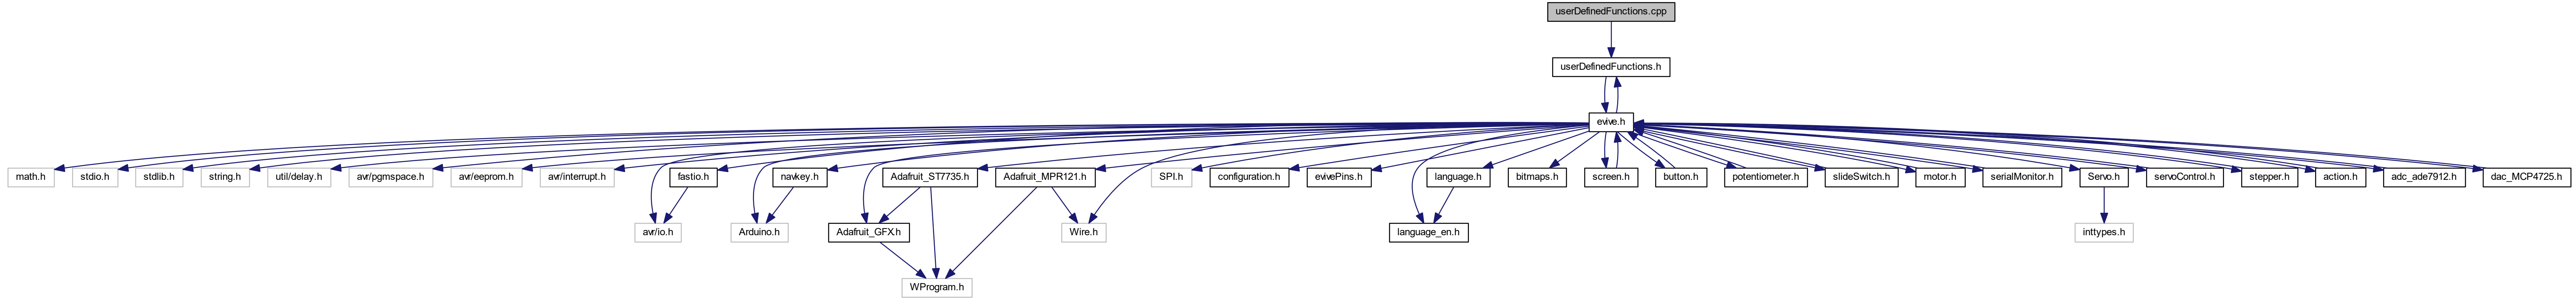 userDefinedFunctions.cpp
userDefinedFunctions.h
evive.h
math.h
stdio.h
stdlib.h
string.h
util/delay.h
avr/pgmspace.h
avr/eeprom.h
avr/interrupt.h
fastio.h
navkey.h
Adafruit_ST7735.h
Adafruit_MPR121.h
SPI.h
configuration.h
evivePins.h
language.h
bitmaps.h
screen.h
button.h
potentiometer.h
slideSwitch.h
motor.h
serialMonitor.h
Servo.h
servoControl.h
stepper.h
action.h
adc_ade7912.h
dac_MCP4725.h
avr/io.h
Arduino.h
Adafruit_GFX.h
Wire.h
language_en.h
inttypes.h
WProgram.h